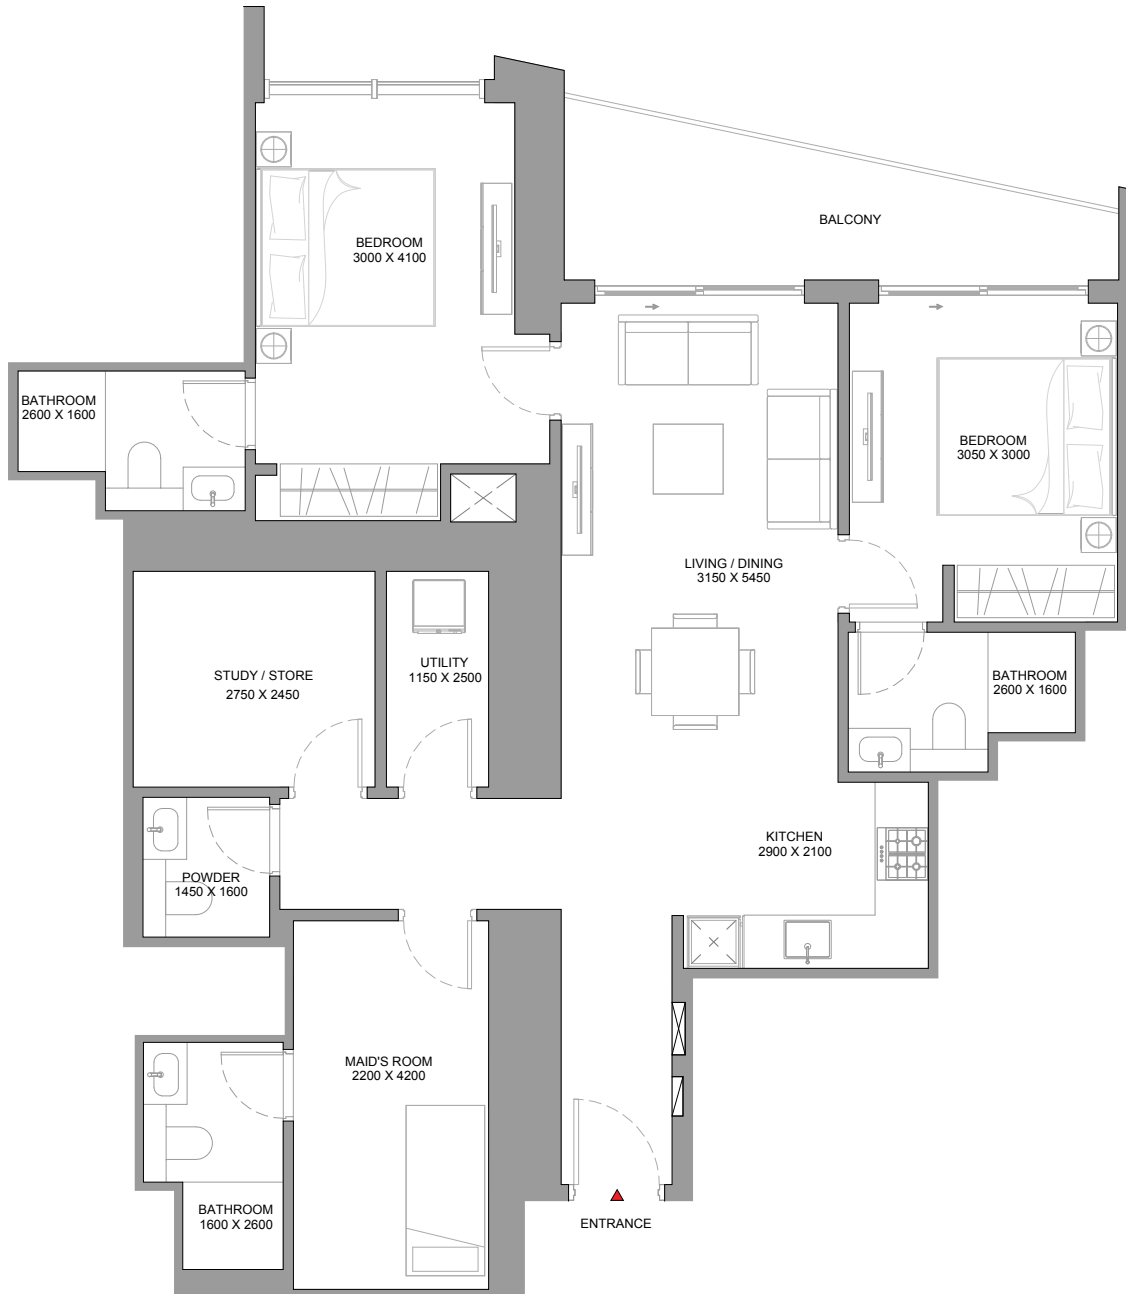 BALCONY
BEDROOM
3000 X 4100
BATHROOM
2600 X 1600
BEDROOM
3050 X 3000
LIVING / DINING
3150 X 5450
STUDY / STORE
2750 X 2450
UTILITY
1150 X 2500
BATHROOM
2600 X 1600
KITCHEN
2900 X 2100
POWDER
1450 X 1600
MAID'S ROOM
2200 X 4200
BATHROOM
1600 X 2600
ENTRANCE